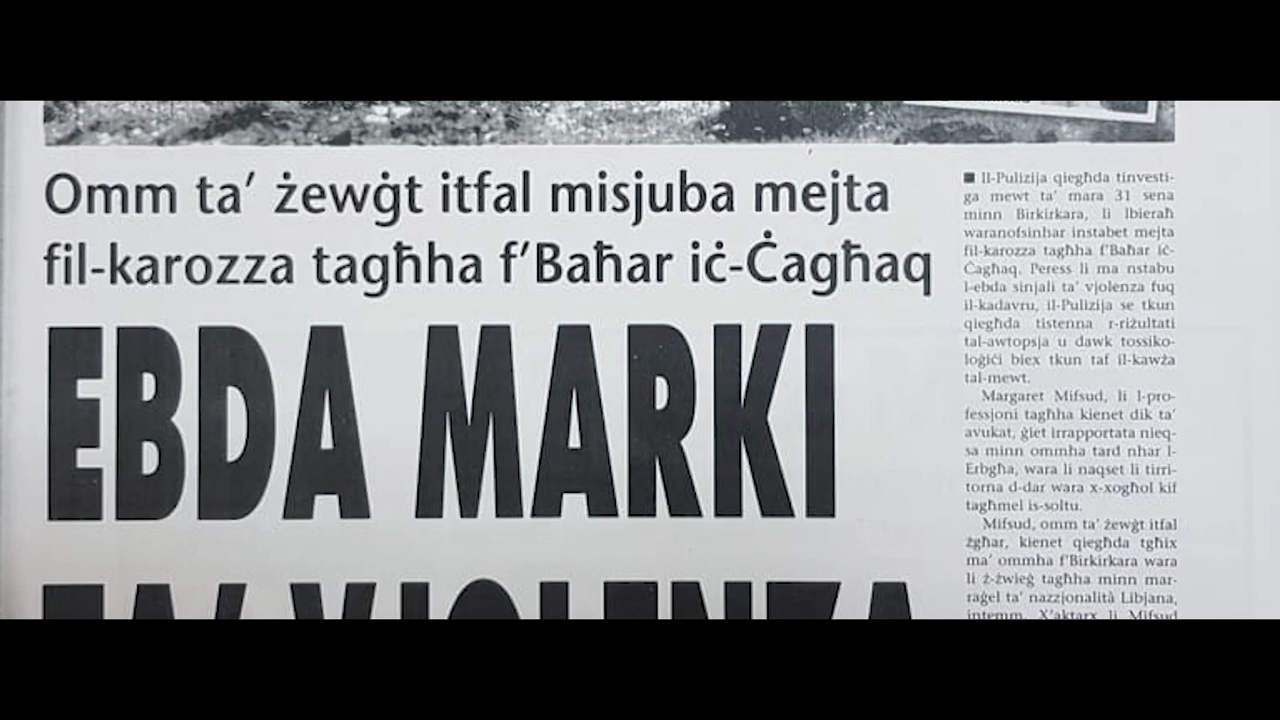 Omm ta' żewġt itfal misjuba mejta
fil-karozza tagħha f'Baħar iċ-Ċagħaq
EBDA MARKI
TA' VJOLENZA
■ Il-Pulizija qiegħda tinvesti-
ga mewt ta' mara 31 sena
minn Birkirkara, li lbieraħ
waranofsinhar instabet mejta
fil-karozza tagħha f'Baħar iċ-
Ċagħaq. Peress li ma nstabu
l-ebda sinjali ta' vjolenza fuq
il-kadavru, il-Pulizija se tkun
qiegħda tistenna r-riżultati
tal-awtopsja u dawk tossiko-
loġiċi biex tkun taf il-kawża
tal-mewt.
Margaret Mifsud, li l-pro-
fessjoni tagħha kienet dik ta'
avukat, ġiet irrapportata nieq-
sa minn ommha tard nhar l-
Erbgħa, wara li naqset li tirri-
torna d-dar wara x-xogħol kif
tagħmel is-soltu.
Mifsud, omm ta' żewġt itfal
żgħar, kienet qiegħda tgħix
ma' ommha f'Birkirkara wara
li ż-żwieġ tagħha minn mar-
raġel ta' nazzjonalità Libjana,
intemm. X'aktarx li Mifsud